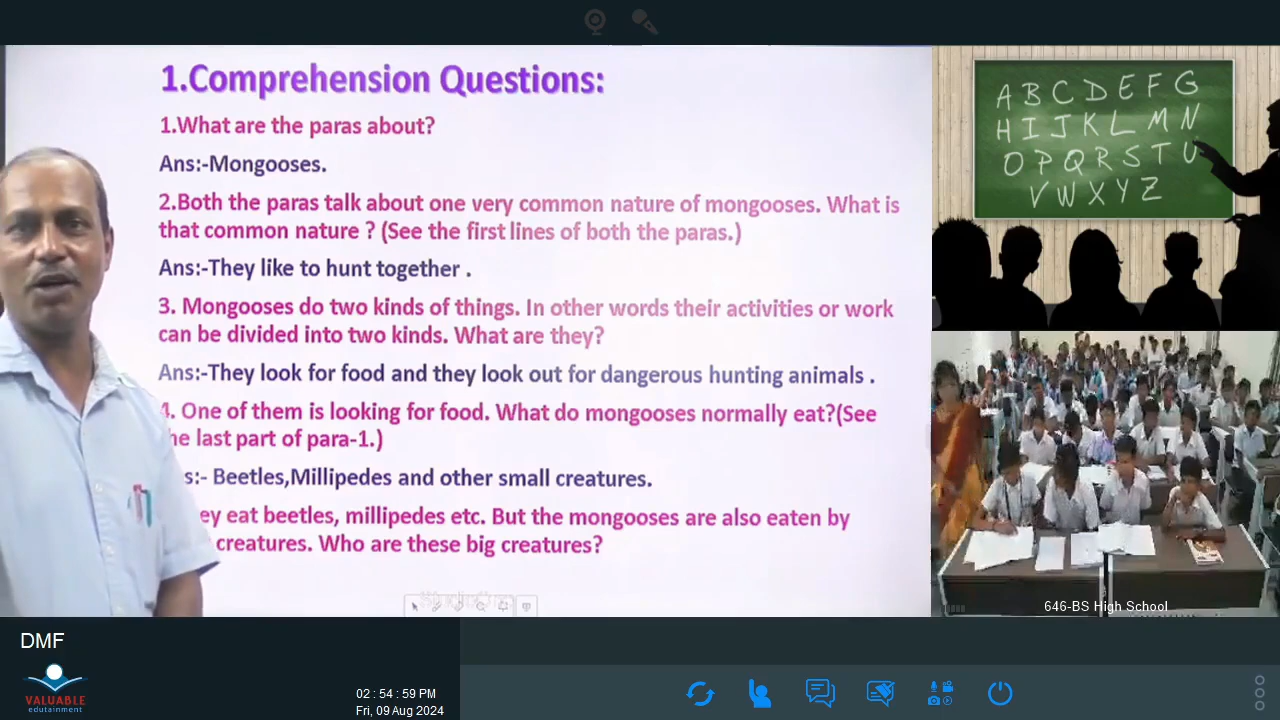 1.Comprehension Questions:
1.What are the paras about?
Ans:-Mongooses.
2.Both the paras talk about one very common nature of mongooses. What is
that common nature ? (See the first lines of both the paras.)
Ans:-They like to hunt together .
3. Mongooses do two kinds of things. In other words their activities or work
can be divided into two kinds. What are they?
Ans:-They look for food and they look out for dangerous hunting animals .
4. One of them is looking for food. What do mongooses normally eat?(See
he last part of para-1.)
s:- Beetles,Millipedes and other small creatures.
ey eat beetles, millipedes etc. But the mongooses are also eaten by
creatures. Who are these big creatures?
A B C D E F G
H I J K L M N
O P Q R S T U
V W X Y Z
646-BS High School
DMF
VALUABLE
edutainment
02 : 54 : 59 PM
Fri, 09 Aug 2024